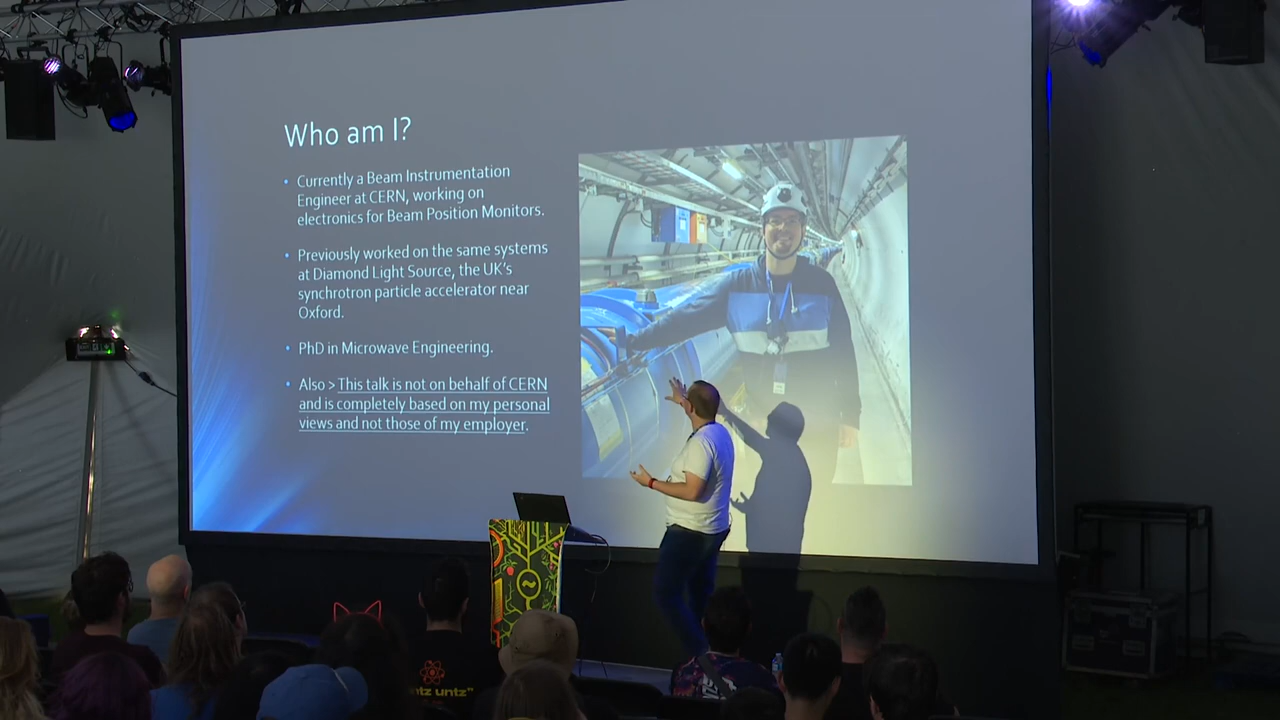 Who am I?
• Currently a Beam Instrumentation
Engineer at CERN, working on
electronics for Beam Position Monitors.
• Previously worked on the same systems
at Diamond Light Source, the UK's
synchrotron particle accelerator near
Oxford.
• PhD in Microwave Engineering.
• Also > This talk is not on behalf of CERN
and is completely based on my personal
views and not those of my employer.
untz"